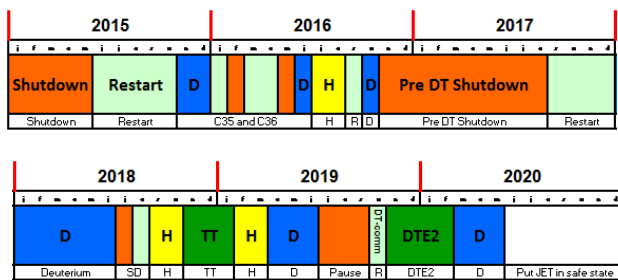 2015 2016 2017
j f m a m j j a s o n d j f m a m j j a s o n d j f m a m j j a s o n d
Shutdown Restart D D H D Pre DT Shutdown
Shutdown Restart C35 and C36 H R D Pre DT Shutdown Restart
2018 2019 2020
j f m a m j j a s o n d j f m a m j j a s o n d j f m a m j j a s o n d
D H TT H D DT-comm DTE2 D
Deuterium SD H TT H D Pause R DTE2 D Put JET in safe state